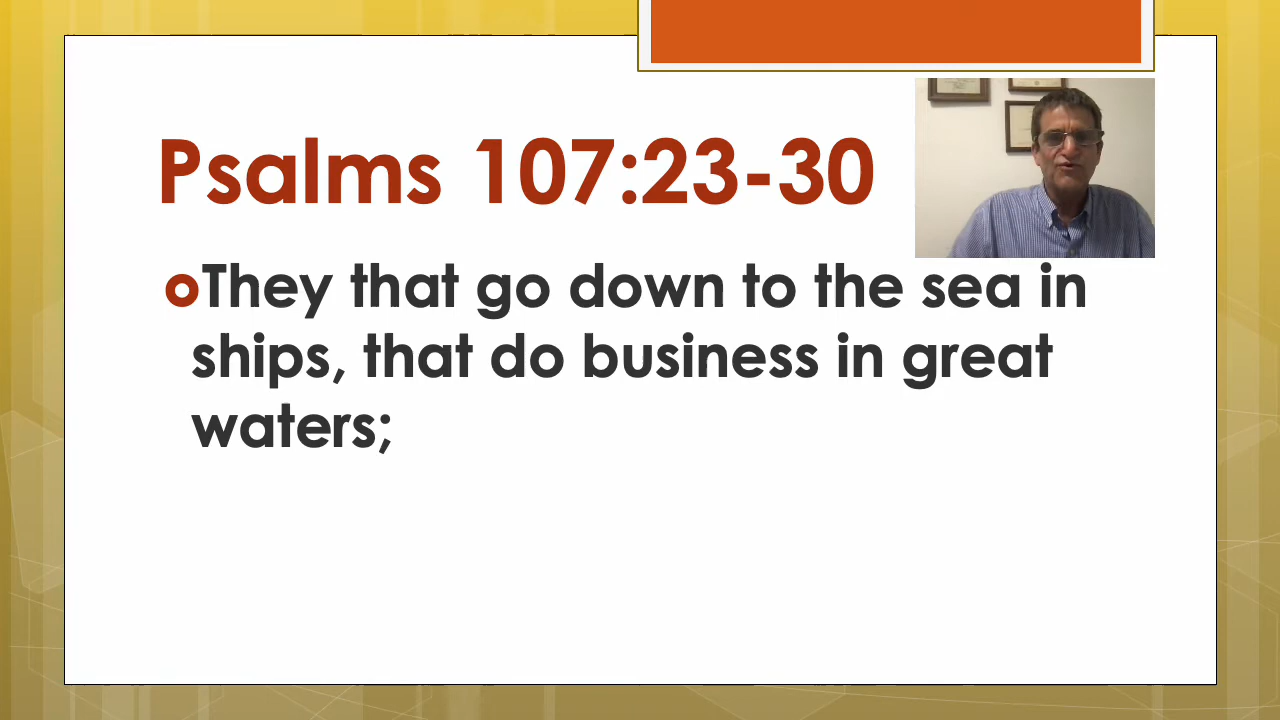 Psalms 107:23-30
They that go down to the sea in
ships, that do business in great
waters;